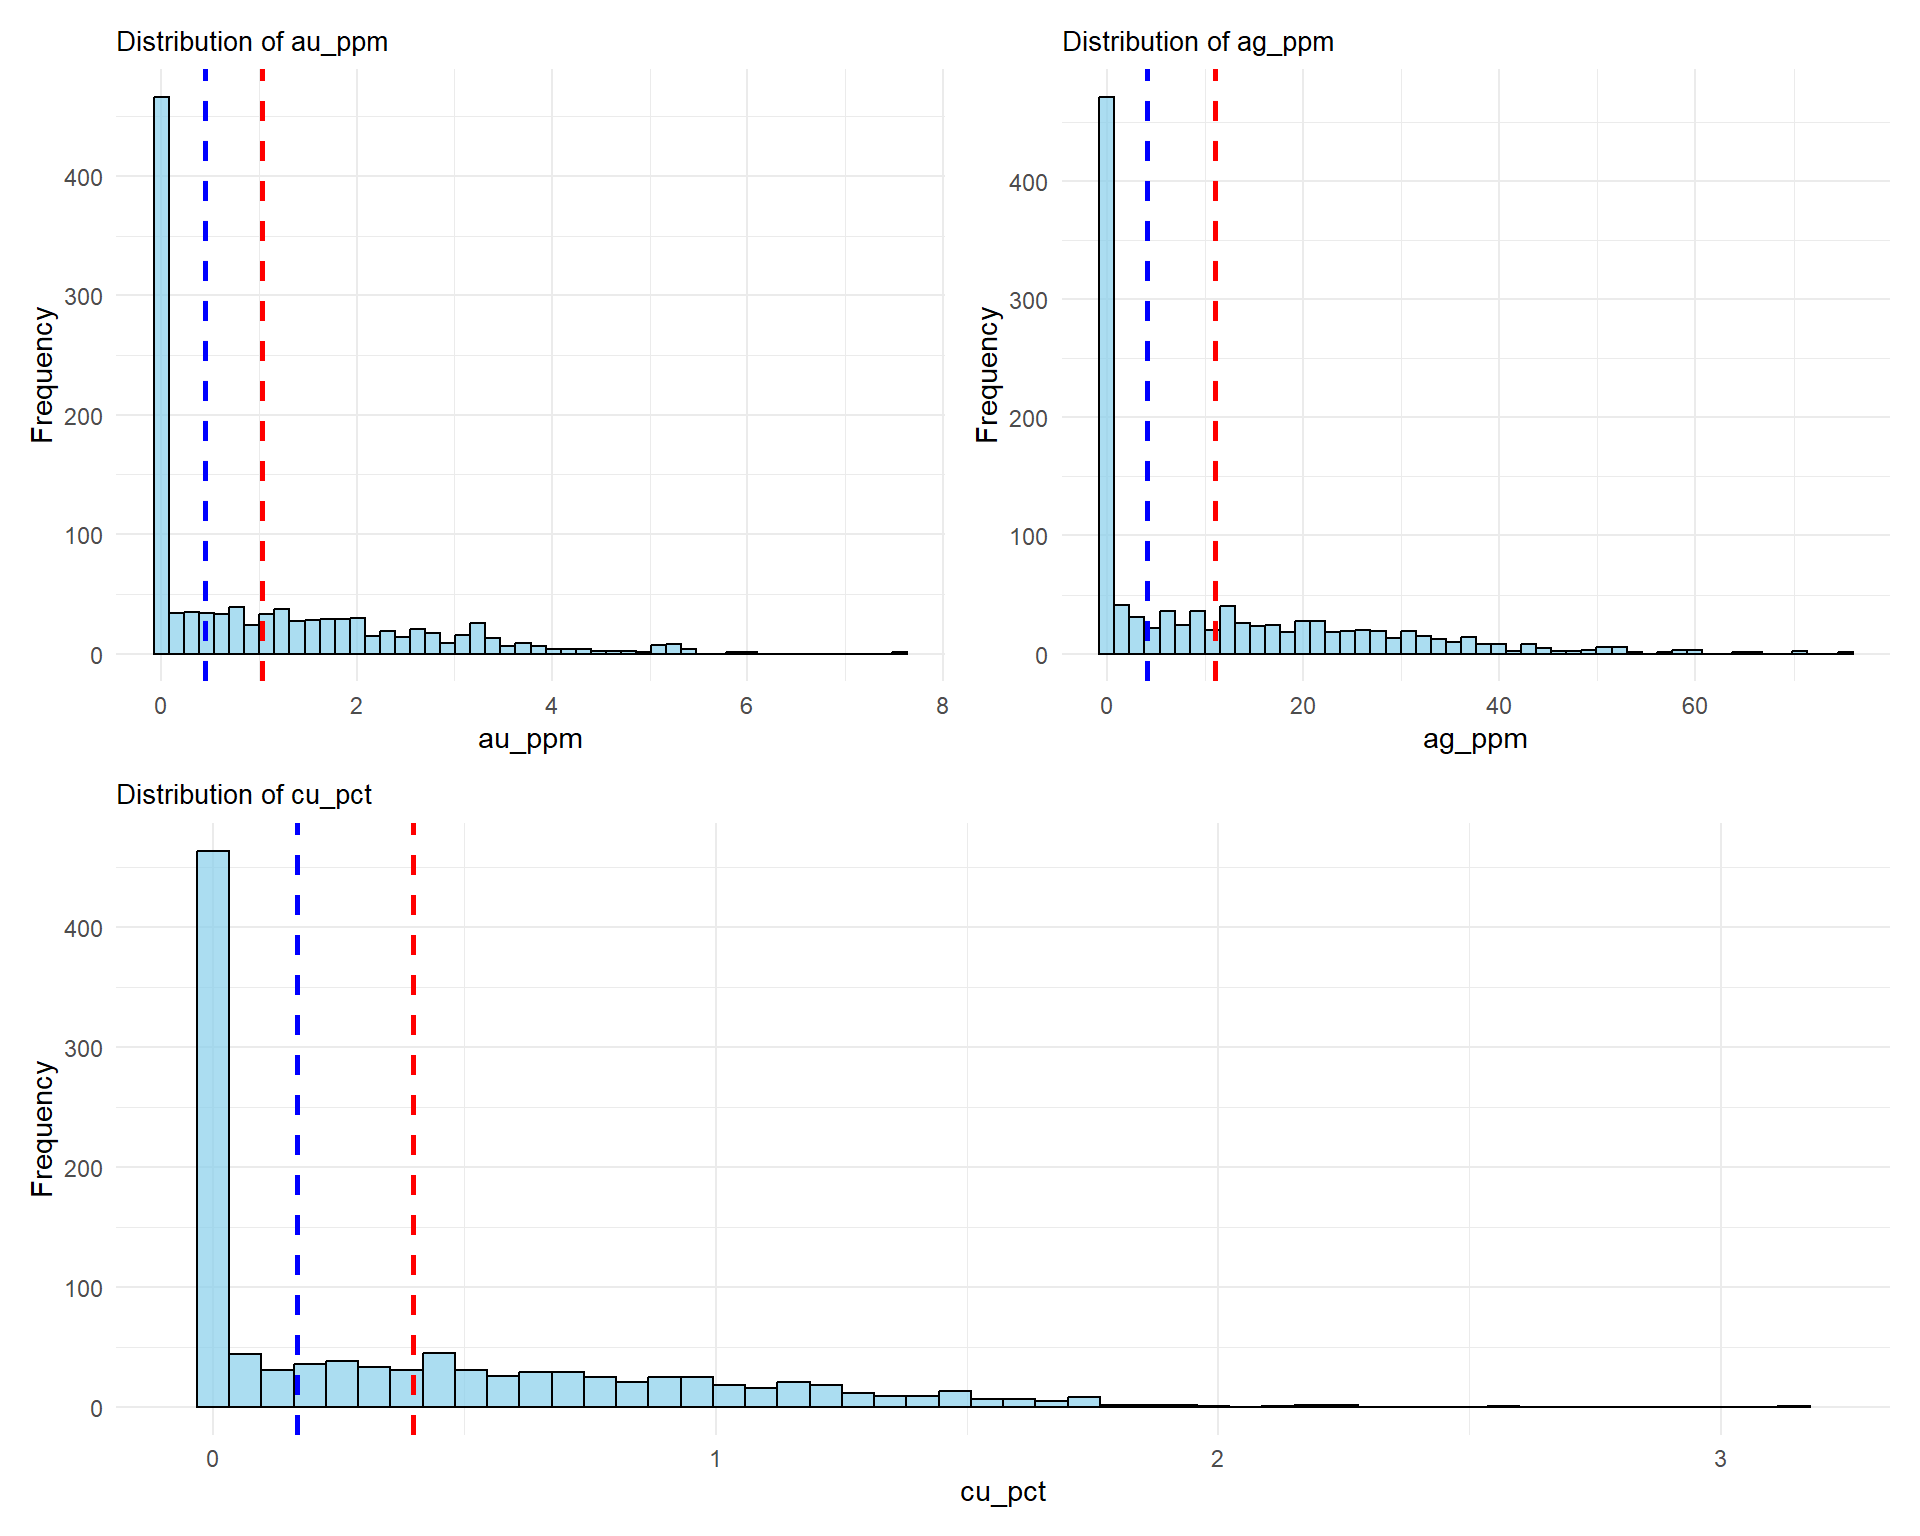 Distribution of au_ppm
Frequency
400
300
200
100
0
0 2 4 6 8
au_ppm
Distribution of ag_ppm
Frequency
400
300
200
100
0
0 20 40 60
ag_ppm
Distribution of cu_pct
Frequency
400
300
200
100
0
0 1 2 3
cu_pct